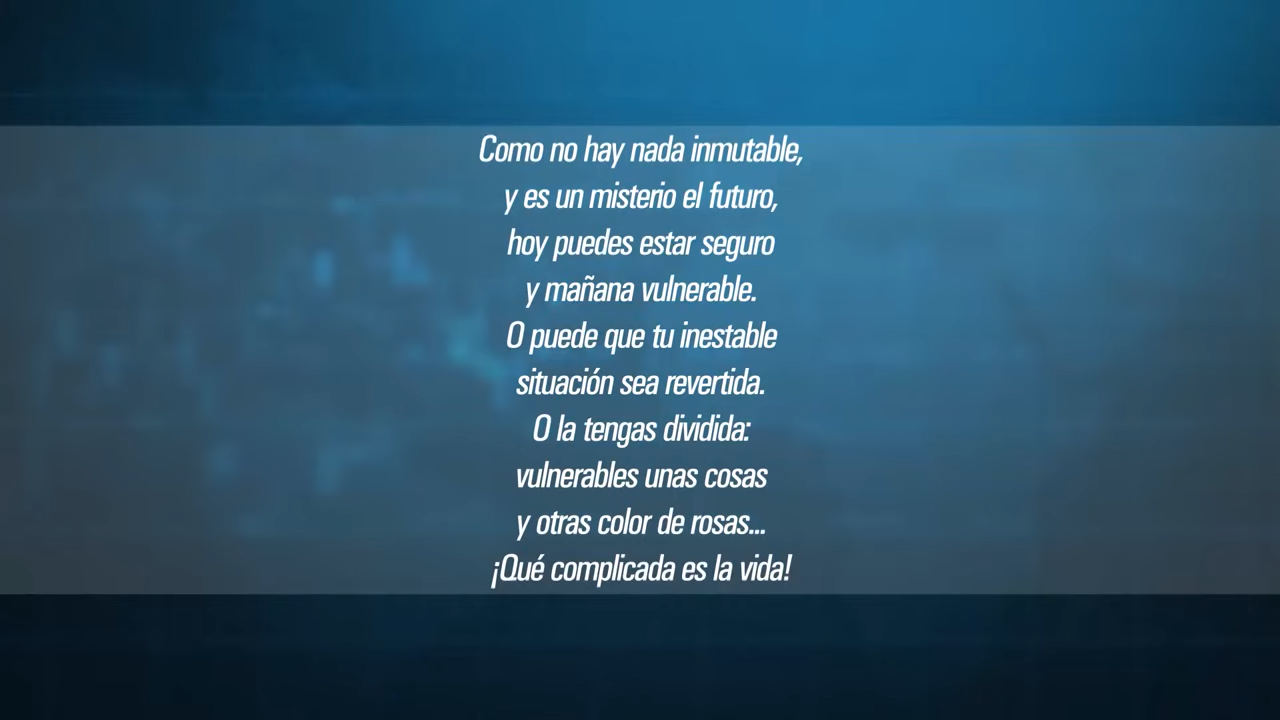 Como no hay nada inmutable,
y es un misterio el futuro,
hoy puedes estar seguro
y mañana vulnerable.
O puede que tu inestable
situación sea revertida.
O la tengas dividida:
vulnerables unas cosas
y otras color de rosas...
¡Qué complicada es la vida!